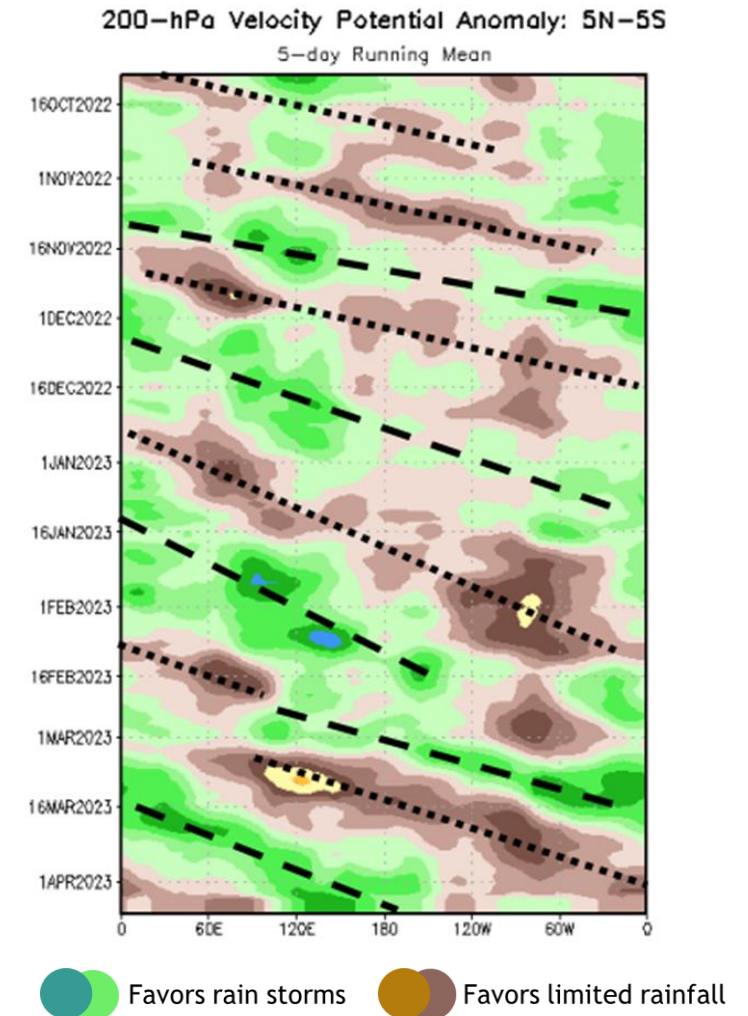 200-hPa Velocity Potential Anomaly: 5N-5S
5-day Running Mean
16OCT2022
1NOV2022
16NOV2022
1DEC2022
16DEC2022
1JAN2023
16JAN2023
1FEB2023
16FEB2023
1MAR2023
16MAR2023
1APR2023
0 60E 120E 180 120W 60W 0
Favors rain storms Favors limited rainfall